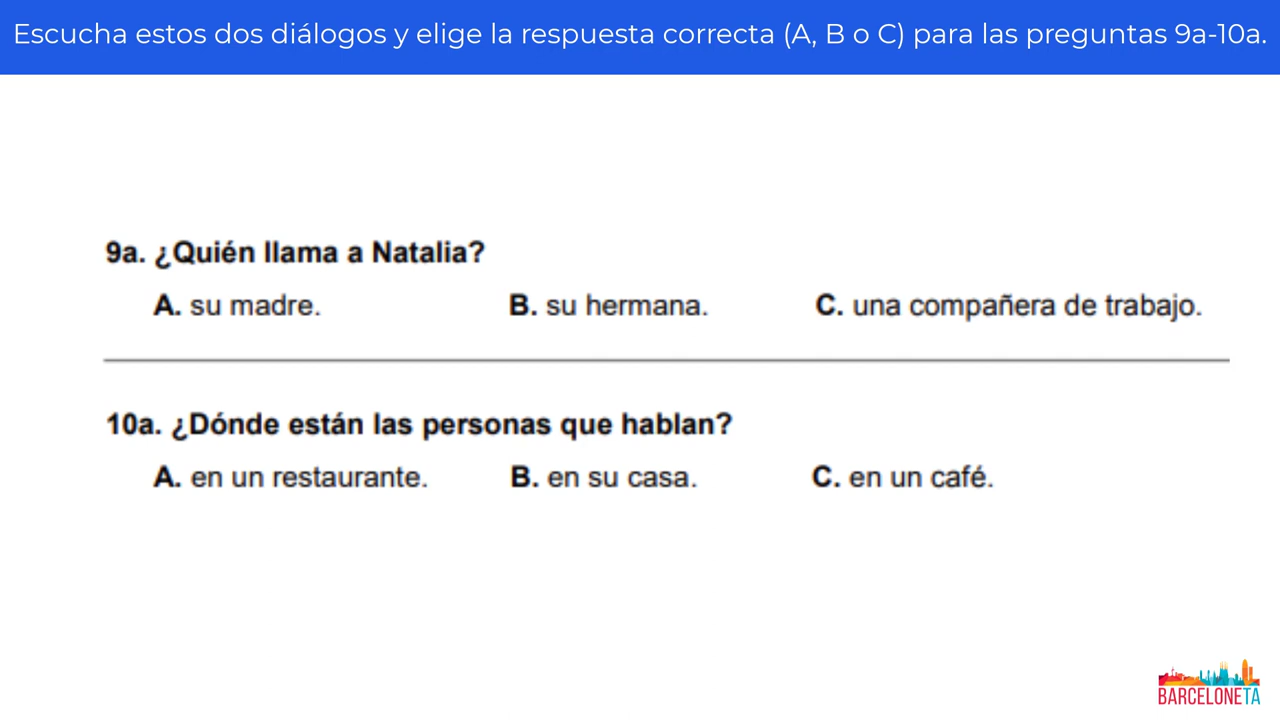 Escucha estos dos diálogos y elige la respuesta correcta (A, B o C) para las preguntas 9a-10a.
9a. ¿Quién llama a Natalia?
A. su madre. B. su hermana. C. una compañera de trabajo.
10a. ¿Dónde están las personas que hablan?
A. en un restaurante. B. en su casa. C. en un café.
BARCELONETA